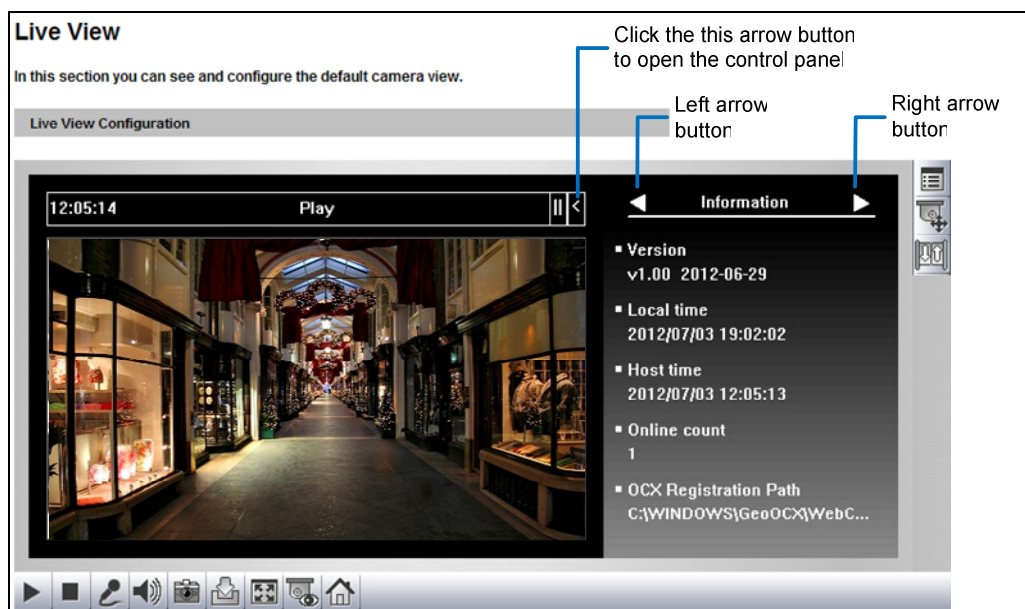 Live View
Click the this arrow button
to open the control panel
In this section you can see and configure the default camera view.
Left arrow
button
Right arrow
button
Live View Configuration
12:05:14 Play
Information
Version
v1.00 2012-06-29
Local time
2012/07/03 19:02:02
Host time
2012/07/03 12:05:13
Online count
1
OCX Registration Path
C:\WINDOWS\GeoOCX\WebC...